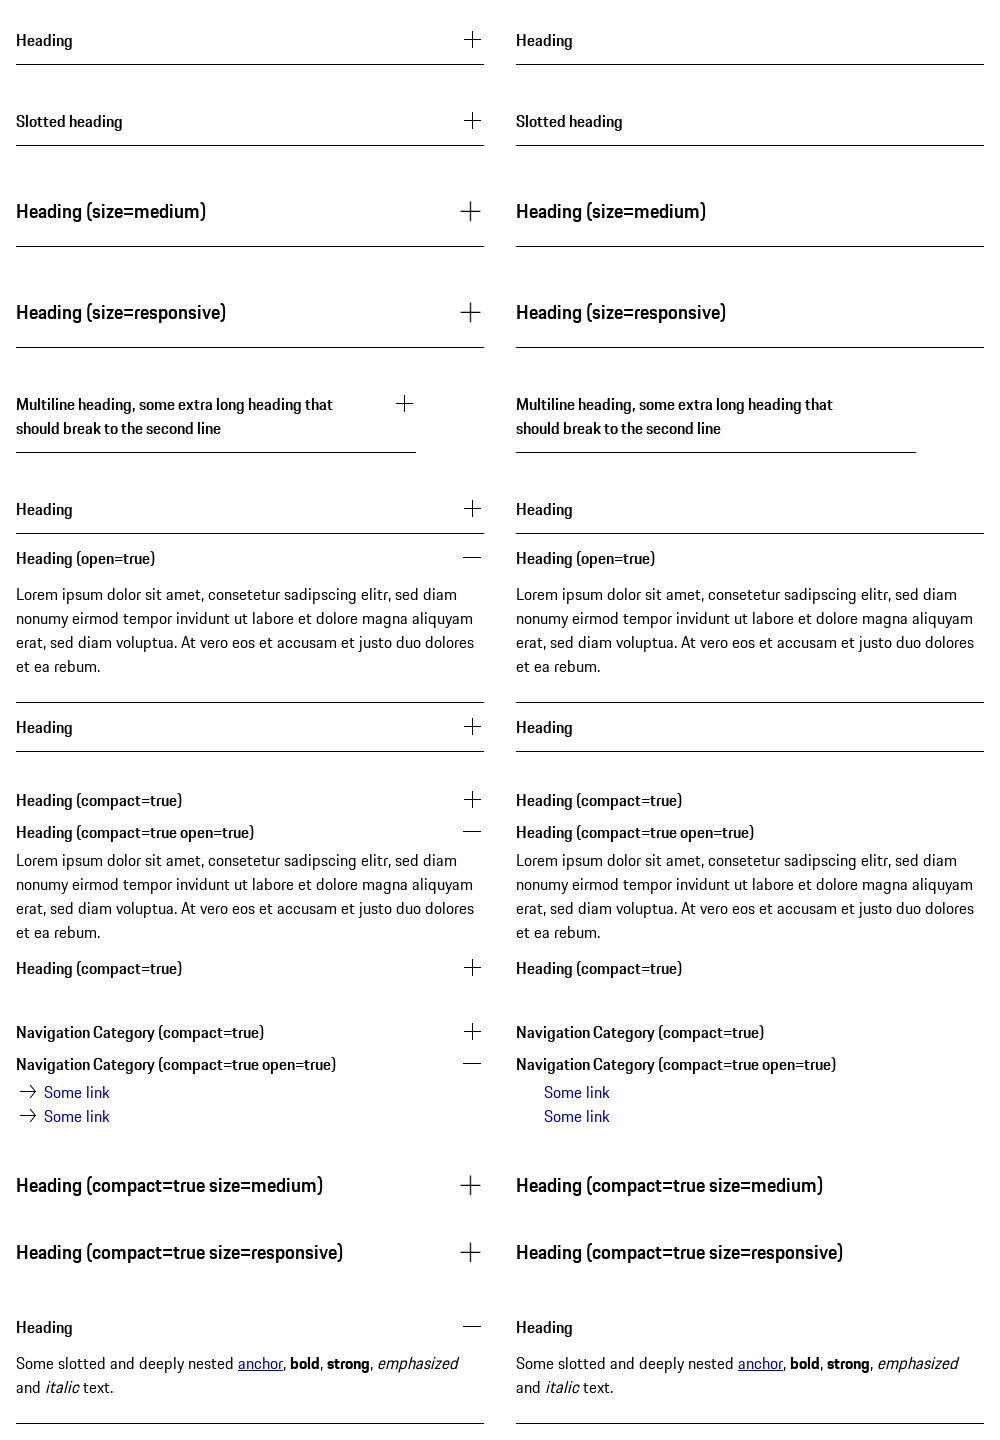 Heading
Heading
Slotted heading
Slotted heading
Heading (size=medium)
Heading (size=medium)
Heading (size=responsive)
Heading (size=responsive)
Multiline heading, some extra long heading that
should break to the second line
Multiline heading, some extra long heading that
should break to the second line
Heading
Heading (open=true)
Lorem ipsum dolor sit amet, consetetur sadipscing elitr, sed diam
nonumy eirmod tempor invidunt ut labore et dolore magna aliquyam
erat, sed diam voluptua. At vero eos et accusam et justo duo dolores
et ea rebum.
Heading
Heading
Heading (open=true)
Lorem ipsum dolor sit amet, consetetur sadipscing elitr, sed diam
nonumy eirmod tempor invidunt ut labore et dolore magna aliquyam
erat, sed diam voluptua. At vero eos et accusam et justo duo dolores
et ea rebum.
Heading
Heading (compact=true)
Heading (compact=true open=true)
Lorem ipsum dolor sit amet, consetetur sadipscing elitr, sed diam
nonumy eirmod tempor invidunt ut labore et dolore magna aliquyam
erat, sed diam voluptua. At vero eos et accusam et justo duo dolores
et ea rebum.
Heading (compact=true)
Heading (compact=true)
Heading (compact=true open=true)
Lorem ipsum dolor sit amet, consetetur sadipscing elitr, sed diam
nonumy eirmod tempor invidunt ut labore et dolore magna aliquyam
erat, sed diam voluptua. At vero eos et accusam et justo duo dolores
et ea rebum.
Heading (compact=true)
Navigation Category (compact=true)
Navigation Category (compact=true open=true)
Some link
Some link
Navigation Category (compact=true)
Navigation Category (compact=true open=true)
Some link
Some link
Heading (compact=true size=medium)
Heading (compact=true size=medium)
Heading (compact=true size=responsive)
Heading (compact=true size=responsive)
Heading
Some slotted and deeply nested anchor, bold, strong, emphasized
and italic text.
Heading
Some slotted and deeply nested anchor, bold, strong, emphasized
and italic text.